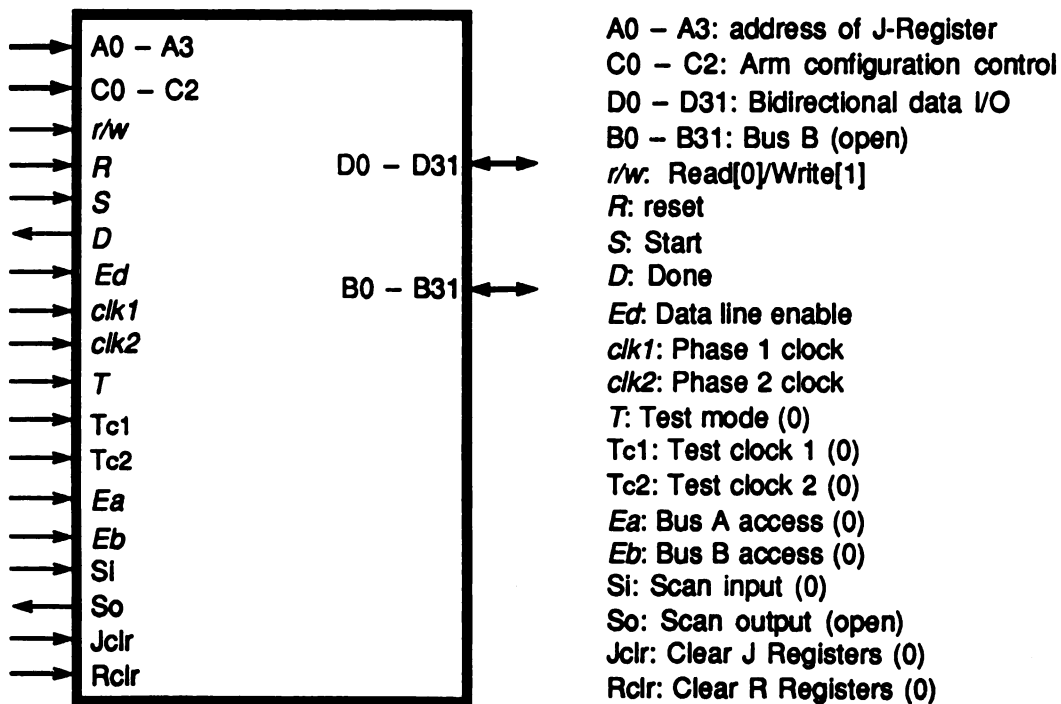 A0 – A3
C0 – C2
r/w
R
S
D
Ed
clk1
clk2
T
Tc1
Tc2
Ea
Eb
Si
So
Jclr
Rclr
D0 – D31
B0 – B31
A0 – A3: address of J-Register
C0 – C2: Arm configuration control
D0 – D31: Bidirectional data I/O
B0 – B31: Bus B (open)
r/w: Read[0]/Write[1]
R: reset
S: Start
D: Done
Ed: Data line enable
clk1: Phase 1 clock
clk2: Phase 2 clock
T: Test mode (0)
Tc1: Test clock 1 (0)
Tc2: Test clock 2 (0)
Ea: Bus A access (0)
Eb: Bus B access (0)
Si: Scan input (0)
So: Scan output (open)
Jclr: Clear J Registers (0)
Rclr: Clear R Registers (0)